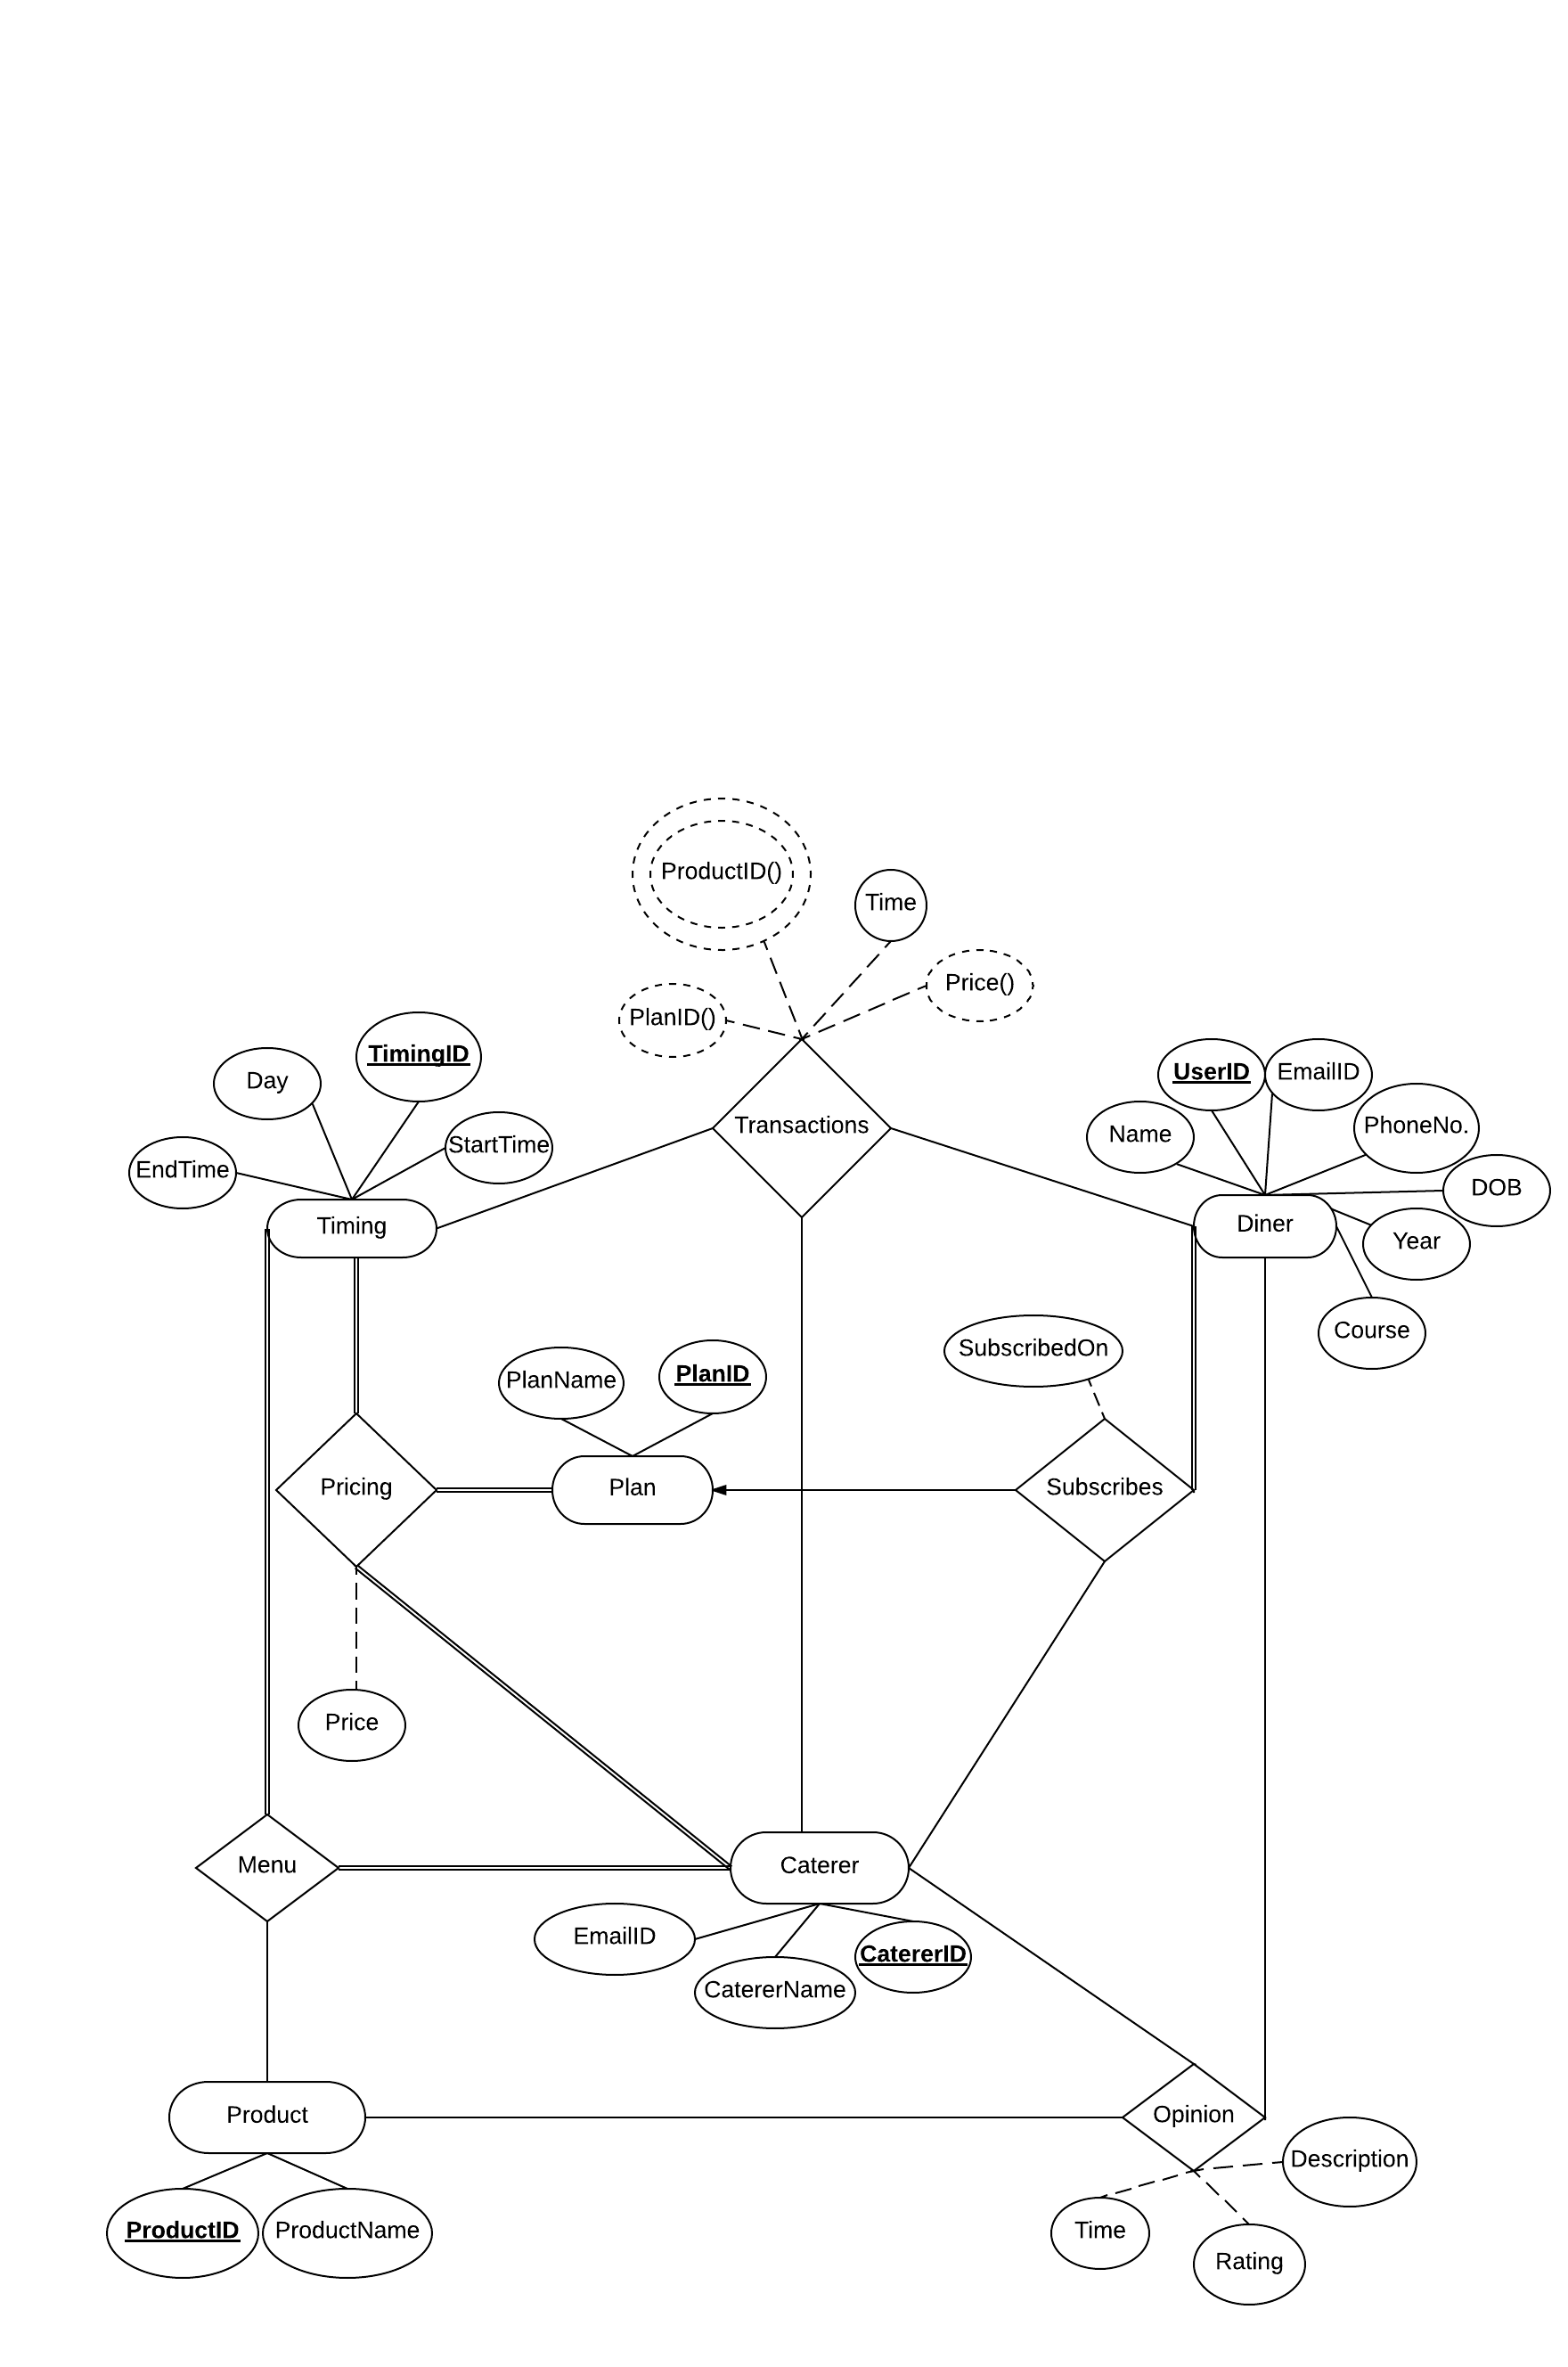 ProductID()
Time
Price()
PlanID()
TimingID
Day
StartTime
EndTime
Timing
Transactions
UserID
EmailID
Name
PhoneNo.
DOB
Diner
Year
Course
SubscribedOn
PlanName
PlanID
Pricing
Plan
Subscribes
Price
Menu
Caterer
EmailID
CatererID
CatererName
Product
Opinion
Description
ProductID
ProductName
Time
Rating